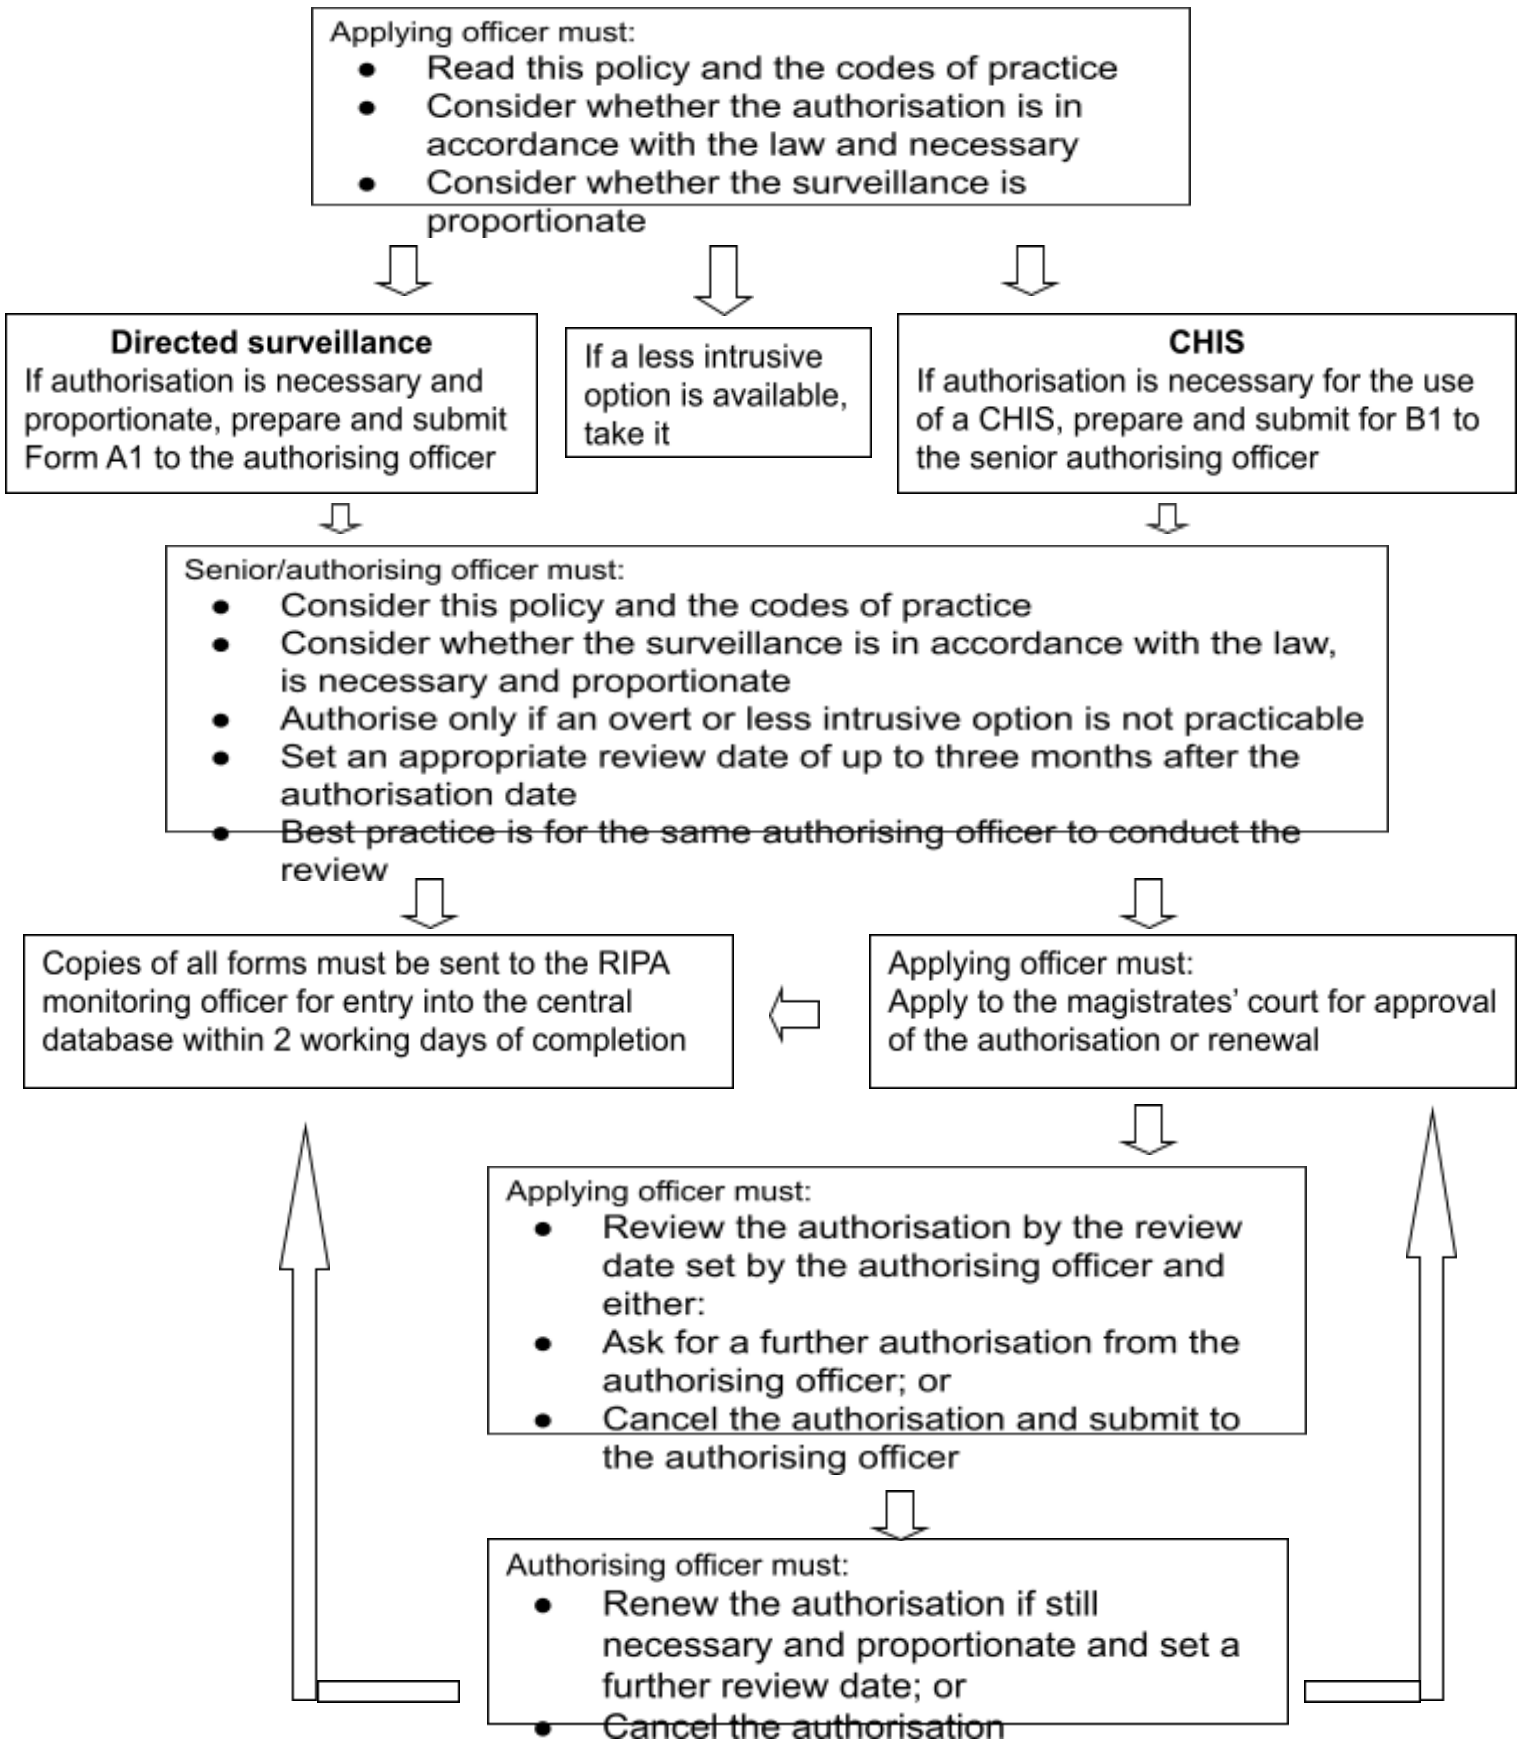 Applying officer must:
● Read this policy and the codes of practice
● Consider whether the authorisation is in
accordance with the law and necessary
● Consider whether the surveillance is
proportionate
Directed surveillance
If authorisation is necessary and
proportionate, prepare and submit
Form A1 to the authorising officer
If a less intrusive
option is available,
take it
CHIS
If authorisation is necessary for the use
of a CHIS, prepare and submit for B1 to
the senior authorising officer
Senior/authorising officer must:
● Consider this policy and the codes of practice
● Consider whether the surveillance is in accordance with the law,
is necessary and proportionate
● Authorise only if an overt or less intrusive option is not practicable
● Set an appropriate review date of up to three months after the
authorisation date
● Best practice is for the same authorising officer to conduct the
review
Copies of all forms must be sent to the RIPA
monitoring officer for entry into the central
database within 2 working days of completion
Applying officer must:
Apply to the magistrates’ court for approval
of the authorisation or renewal
Applying officer must:
● Review the authorisation by the review
date set by the authorising officer and
either:
● Ask for a further authorisation from the
authorising officer; or
● Cancel the authorisation and submit to
the authorising officer
Authorising officer must:
● Renew the authorisation if still
necessary and proportionate and set a
further review date; or
● Cancel the authorisation